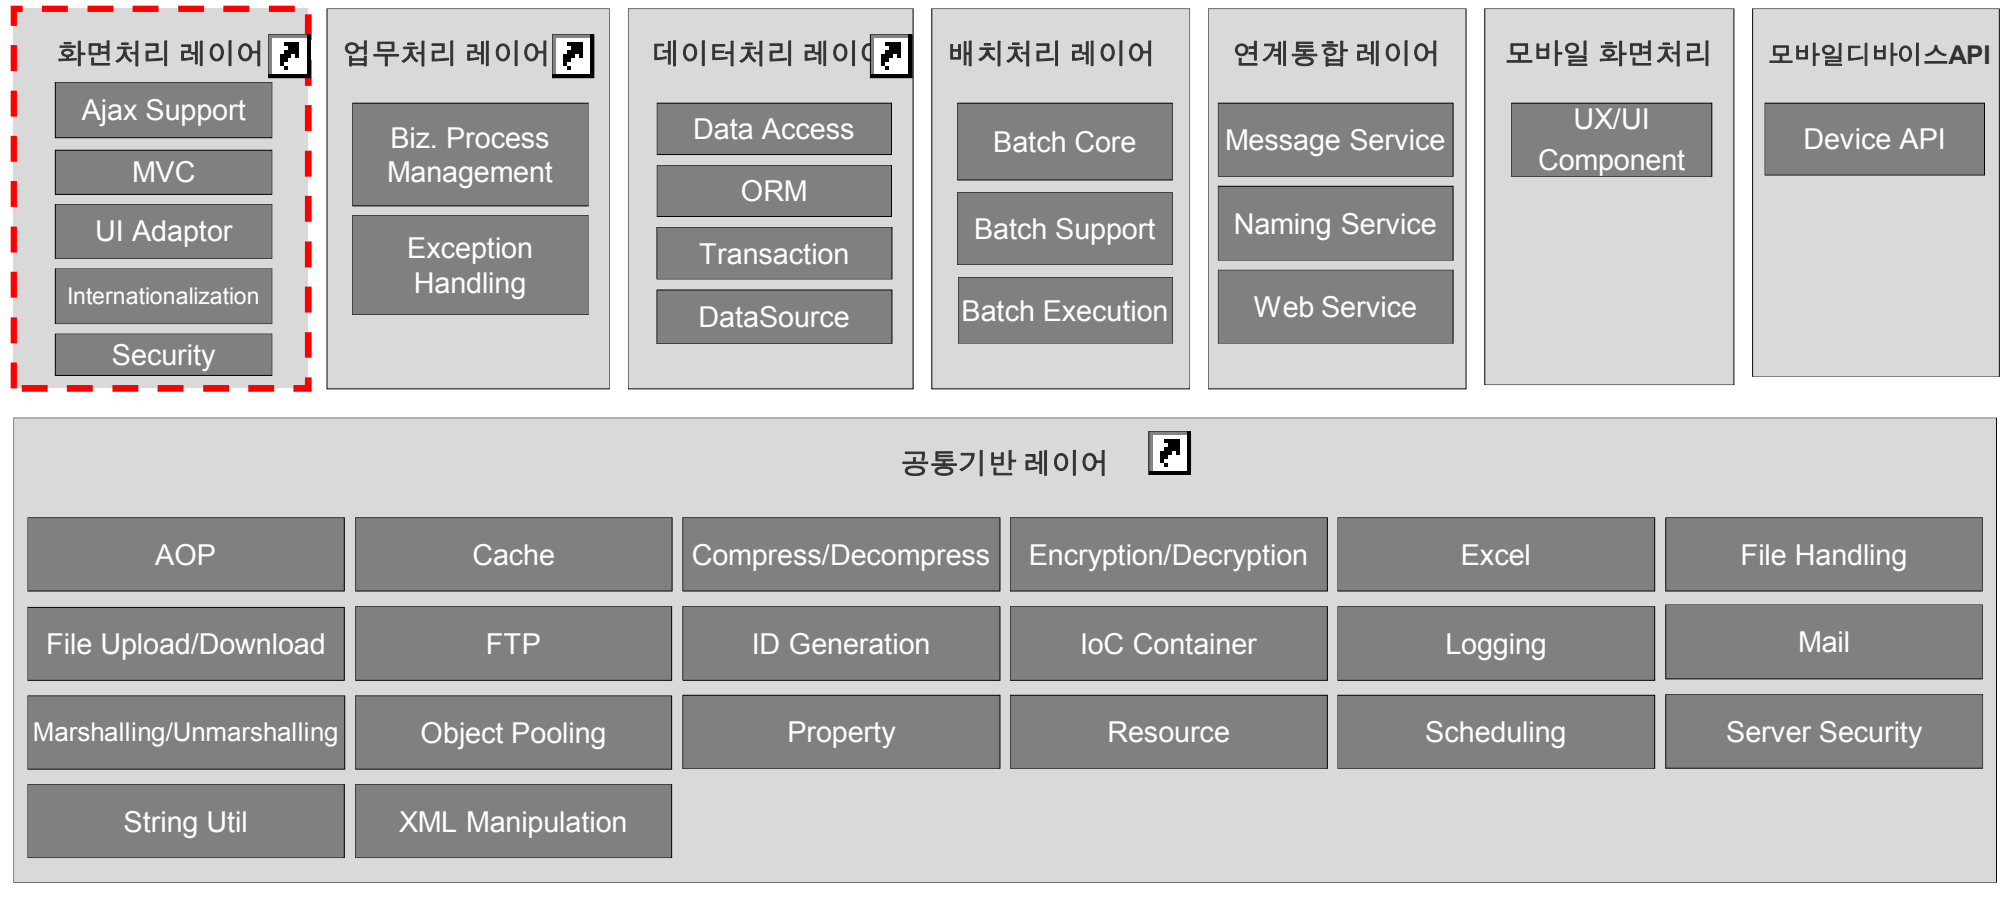 화면처리 레이어
Ajax Support
MVC
UI Adaptor
Internationalization
Security
업무처리 레이어
Biz. Process
Management
Exception
Handling
데이터처리 레이어
Data Access
ORM
Transaction
DataSource
배치처리 레이어
Batch Core
Batch Support
Batch Execution
연계통합 레이어
Message Service
Naming Service
Web Service
모바일 화면처리
UX/UI
Component
모바일디바이스API
Device API
공통기반 레이어
AOP
Cache
Compress/Decompress
Encryption/Decryption
Excel
File Handling
File Upload/Download
FTP
ID Generation
IoC Container
Logging
Mail
Marshalling/Unmarshalling
Object Pooling
Property
Resource
Scheduling
Server Security
String Util
XML Manipulation